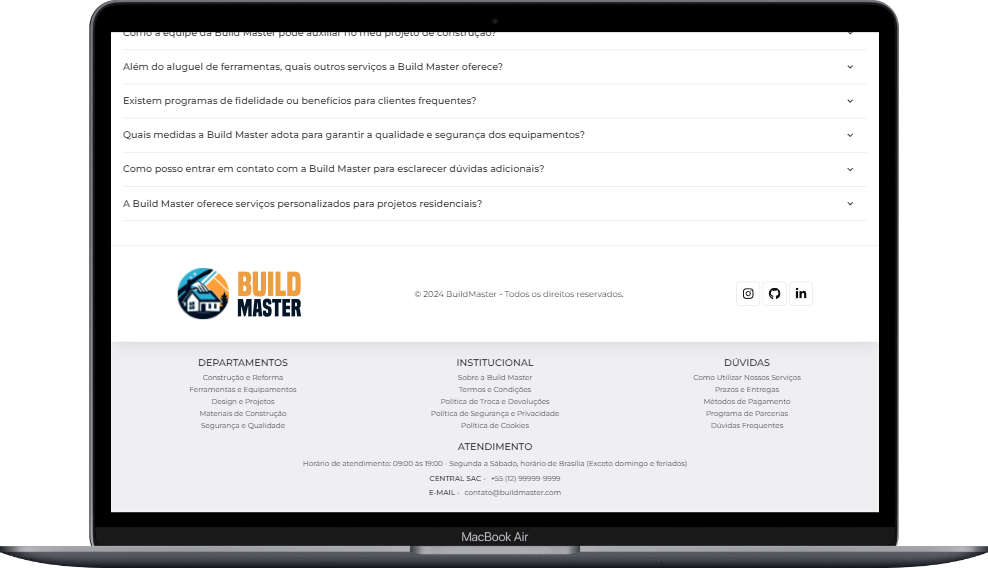 Como a equipe da Build Master pode auxiliar no meu projeto de construção?
Além do aluguel de ferramentas, quais outros serviços a Build Master oferece?
Existem programas de fidelidade ou benefícios para clientes frequentes?
Quais medidas a Build Master adota para garantir a qualidade e segurança dos equipamentos?
Como posso entrar em contato com a Build Master para esclarecer dúvidas adicionais?
A Build Master oferece serviços personalizados para projetos residenciais?
BUILD
MASTER
© 2024 BuildMaster - Todos os direitos reservados.
in
DEPARTAMENTOS
Construção e Reforma
Ferramentas e Equipamentos
Design e Projetos
Materiais de Construção
Segurança e Qualidade
INSTITUCIONAL
Sobre a Build Master
Termos e Condições
Política de Troca e Devoluções
Política de Segurança e Privacidade
Política de Cookies
DÚVIDAS
Como Utilizar Nossos Serviços
Prazos e Entregas
Métodos de Pagamento
Programa de Parcerias
Dúvidas Frequentes
ATENDIMENTO
Horário de atendimento: 09:00 às 19:00 - Segunda a Sábado, horário de Brasília (Exceto domingo e feriados)
CENTRAL SAC - +55 (12) 99999-9999
E-MAIL - contato@buildmaster.com
MacBook Air